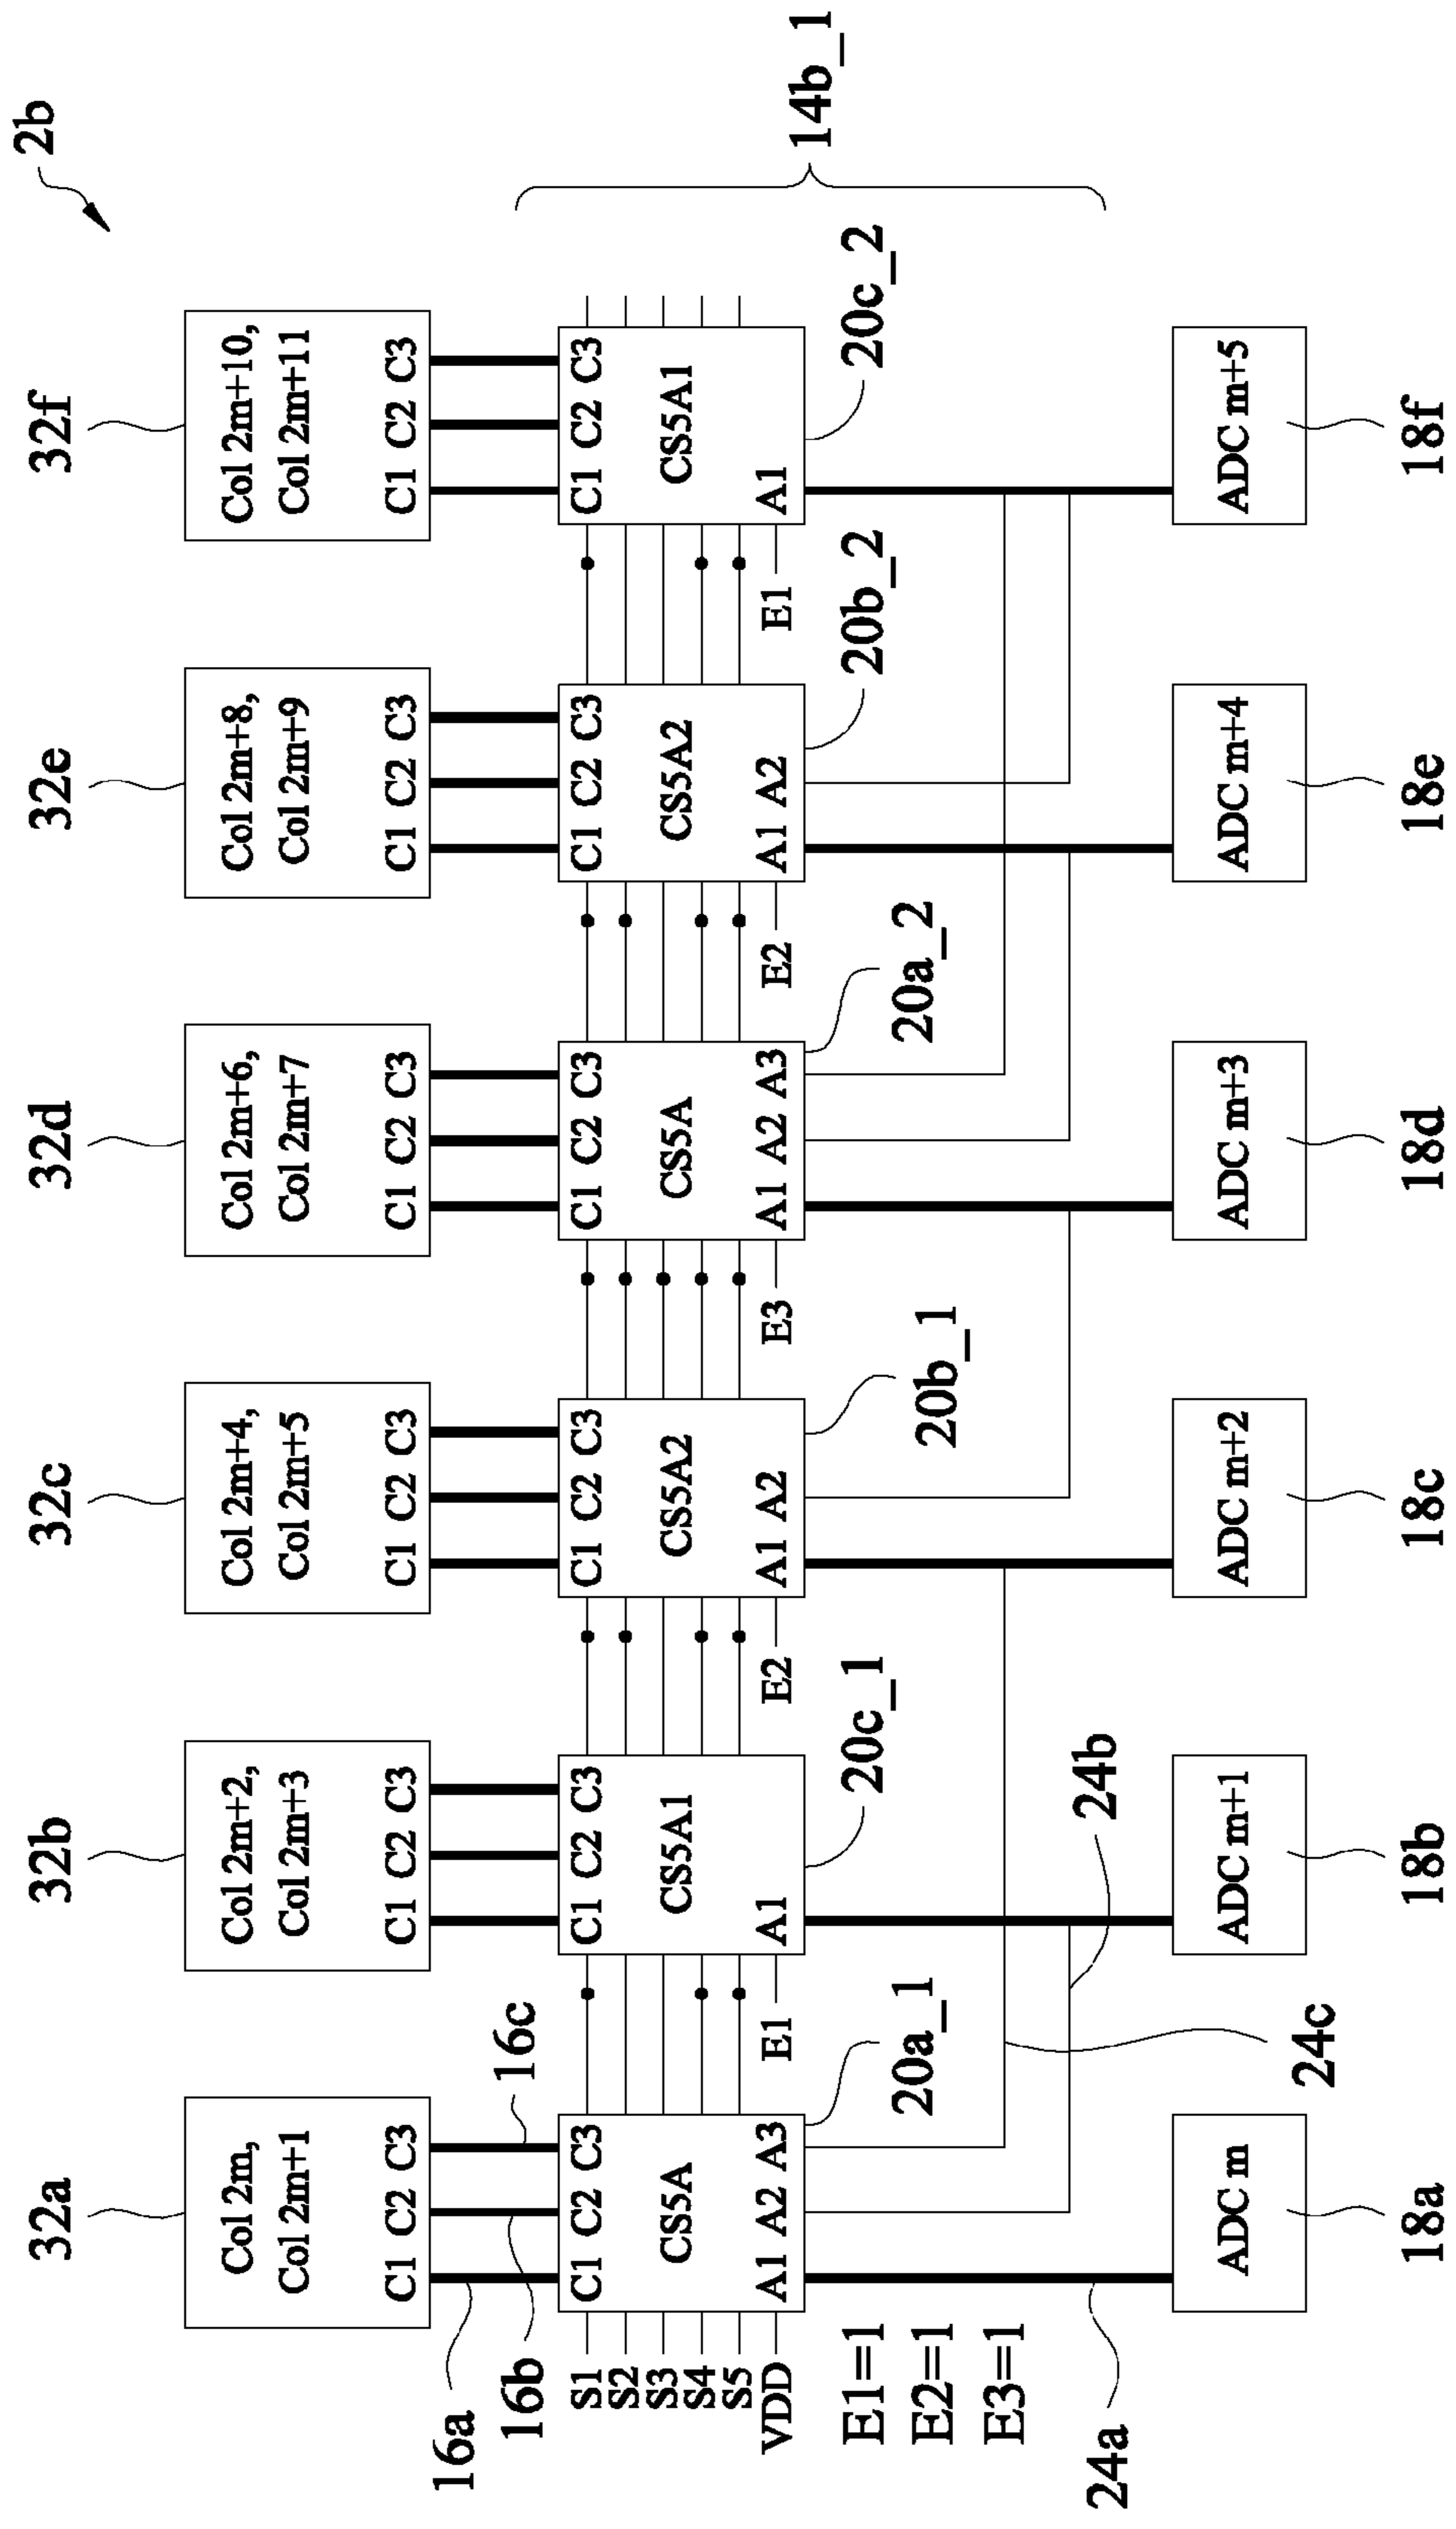 2b
32a
32b
32c
32d
32e
32f
Col 2m,
Col 2m+1
C1 C2 C3
Col 2m+2,
Col 2m+3
C1 C2 C3
Col 2m+4,
Col 2m+5
C1 C2 C3
Col 2m+6,
Col 2m+7
C1 C2 C3
Col 2m+8,
Col 2m+9
C1 C2 C3
Col 2m+10,
Col 2m+11
C1 C2 C3
16a
16b
16c
S1
S2
S3
S4
S5
VDD
C1 C2 C3
CS5A
A1 A2 A3
E1
C1 C2 C3
CS5A1
A1
E2
C1 C2 C3
CS5A2
A1 A2
E3
C1 C2 C3
CS5A
A1 A2 A3
E2
C1 C2 C3
CS5A2
A1 A2
E1
C1 C2 C3
CS5A1
A1
14b_1
20a_1
20c_1
20b_1
20a_2
20b_2
20c_2
E1=1
E2=1
E3=1
24a
24c
24b
ADC m
ADC m+1
ADC m+2
ADC m+3
ADC m+4
ADC m+5
18a
18b
18c
18d
18e
18f